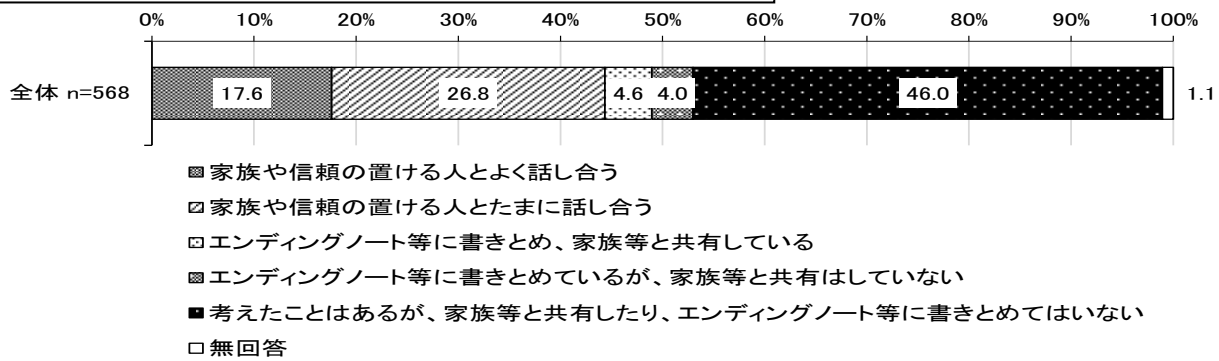 0% 10% 20% 30% 40% 50% 60% 70% 80% 90% 100%
全体 n=568 17.6 26.8 4.6 4.0 46.0 1.1
家族や信頼の置ける人とよく話し合う
家族や信頼の置ける人とたまに話し合う
エンディングノート等に書きとめ、家族等と共有している
エンディングノート等に書きとめているが、家族等と共有はしていない
考えたことはあるが、家族等と共有したり、エンディングノート等に書きとめてはいない
無回答